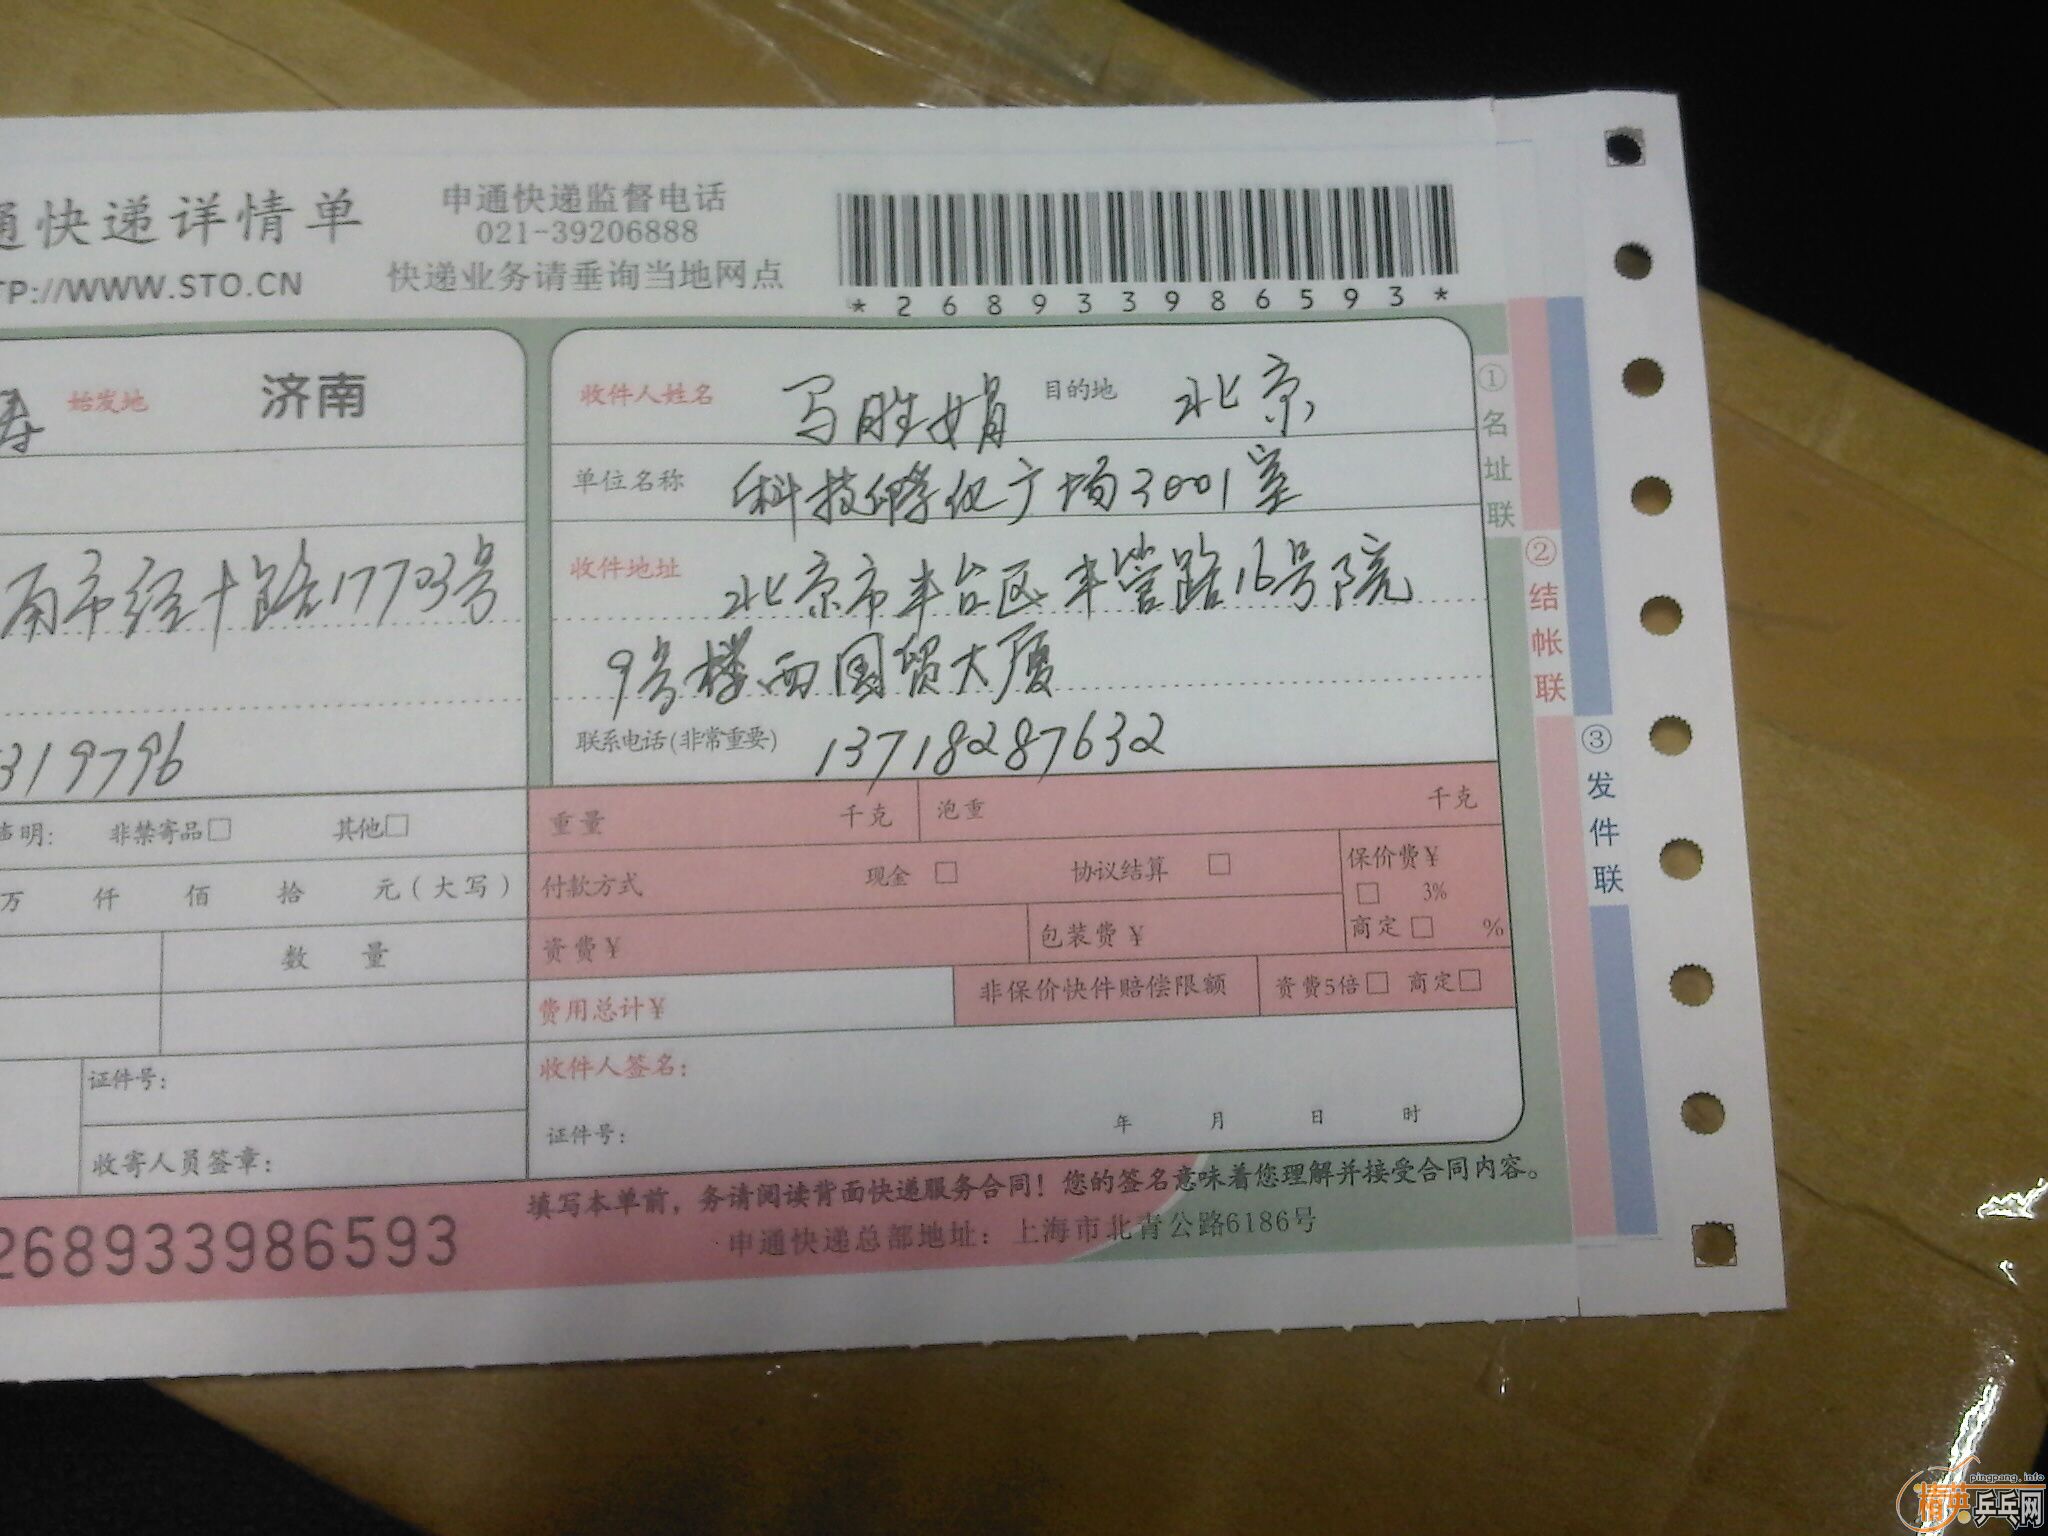 通快递详情单
TP://WWW.STO.CN
申通快递监督电话
021-39206888
快递业务请垂询当地网点
*268933986593*
寿 始发地 济南
南市经十路17703号
319796
声明: 非禁寄品□ 其他□
万 仟 佰 拾 元(大写)
数 量
证件号:
收寄人员签章:
收件人姓名 马胜娟 目的地 北京
单位名称 科技孵化广场3001室
收件地址 北京市丰台区丰管路16号院
9号楼西国贸大厦
联系电话(非常重要) 13718287632
重量 千克 泡重 千克
付款方式 现金 □ 协议结算 □ 保价费¥
□ 3%
商定 □ %
资费¥ 包装费¥
费用总计¥ 非保价快件赔偿限额 资费5倍□ 商定□
收件人签名:
证件号: 年 月 日 时
填写本单前，务请阅读背面快递服务合同！您的签名意味着您理解并接受合同内容。
268933986593
申通快递总部地址：上海市北青公路6186号
①名址联
②结帐联
③发件联
pingpang.info
精英乒乓网